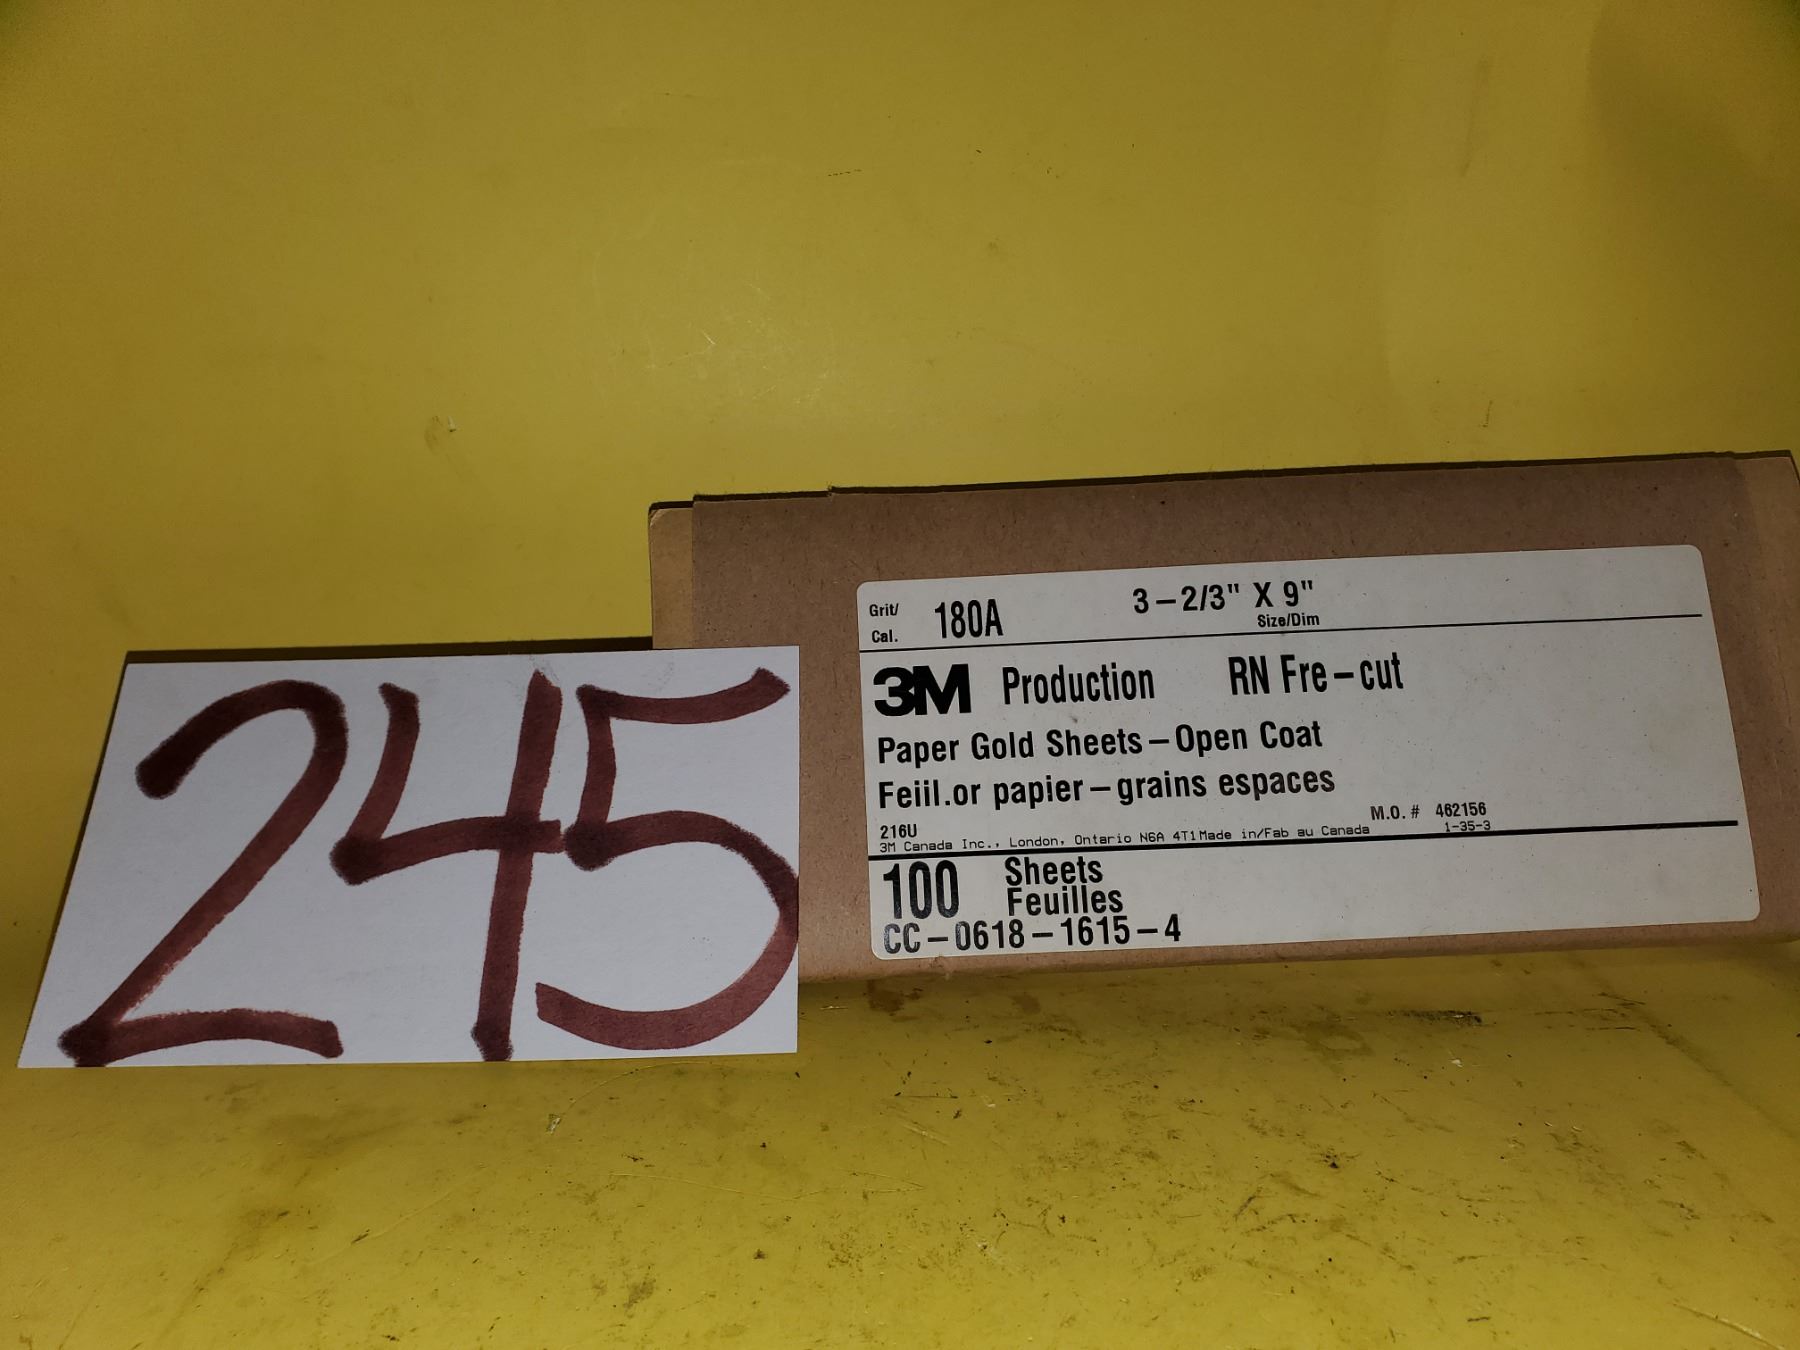 245
Grit/ 180A 3-2/3" X 9"
Cal. Size/Dim
3M Production RN Fre-cut
Paper Gold Sheets-Open Coat
Feiil.or papier-grains espaces
216U M.O. # 462156
3M Canada Inc., London, Ontario N6A 4T1 Made in/Fab au Canada 1-35-3
100 Sheets
Feuilles
CC-0618-1615-4